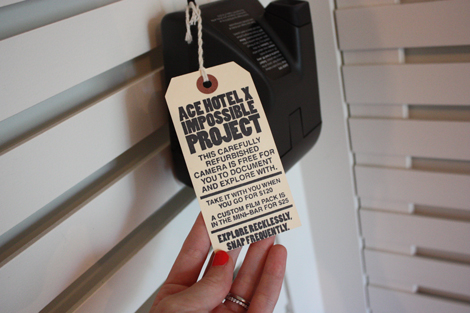 ACE HOTEL X
IMPOSSIBLE
PROJECT
THIS CAREFULLY
REFURBISHED
CAMERA IS FREE FOR
YOU TO DOCUMENT
AND EXPLORE WITH.
TAKE IT WITH YOU WHEN
YOU GO FOR $120
A CUSTOM FILM PACK IS
IN THE MINI-BAR FOR $25
EXPLORE RECKLESSLY.
SNAP FREQUENTLY.